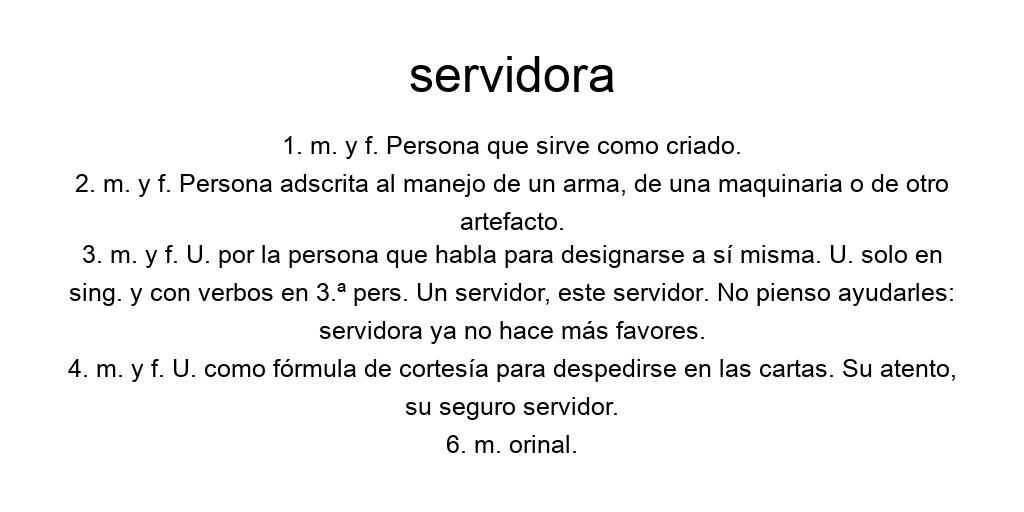 servidora
1. m. y f. Persona que sirve como criado.
2. m. y f. Persona adscrita al manejo de un arma, de una maquinaria o de otro
artefacto.
3. m. y f. U. por la persona que habla para designarse a sí misma. U. solo en
sing. y con verbos en 3.ª pers. Un servidor, este servidor. No pienso ayudarles:
servidora ya no hace más favores.
4. m. y f. U. como fórmula de cortesía para despedirse en las cartas. Su atento,
su seguro servidor.
6. m. orinal.